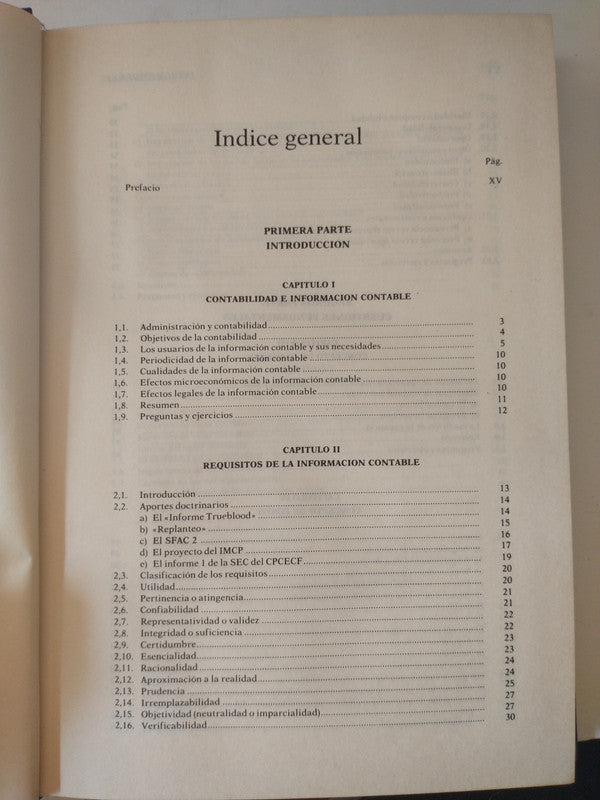 Indice general
Pág.
Prefacio XV
PRIMERA PARTE
INTRODUCCION
CAPITULO I
CONTABILIDAD E INFORMACION CONTABLE
1,1. Administración y contabilidad 3
1,2. Objetivos de la contabilidad 4
1,3. Los usuarios de la información contable y sus necesidades 5
1,4. Periodicidad de la información contable 10
1,5. Cualidades de la información contable 10
1,6. Efectos microeconómicos de la información contable 10
1,7. Efectos legales de la información contable 10
1,8. Resumen 11
1,9. Preguntas y ejercicios 12
CAPITULO II
REQUISITOS DE LA INFORMACION CONTABLE
2,1. Introducción 13
2,2. Aportes doctrinarios 14
a) El «Informe Trueblood» 14
b) «Replanteo» 15
c) El SFAC 2 16
d) El proyecto del IMCP 17
e) El informe 1 de la SEC del CPCECF 19
2,3. Clasificación de los requisitos 20
2,4. Utilidad 20
2,5. Pertinencia o atingencia 21
2,6. Confiabilidad 21
2,7. Representatividad o validez 22
2,8. Integridad o suficiencia 22
2,9. Certidumbre 23
2,10. Esencialidad 23
2,11. Racionalidad 24
2,12. Aproximación a la realidad 24
2,13. Prudencia 25
2,14. Irremplazabilidad 27
2,15. Objetividad (neutralidad o imparcialidad) 27
2,16. Verificabilidad 30